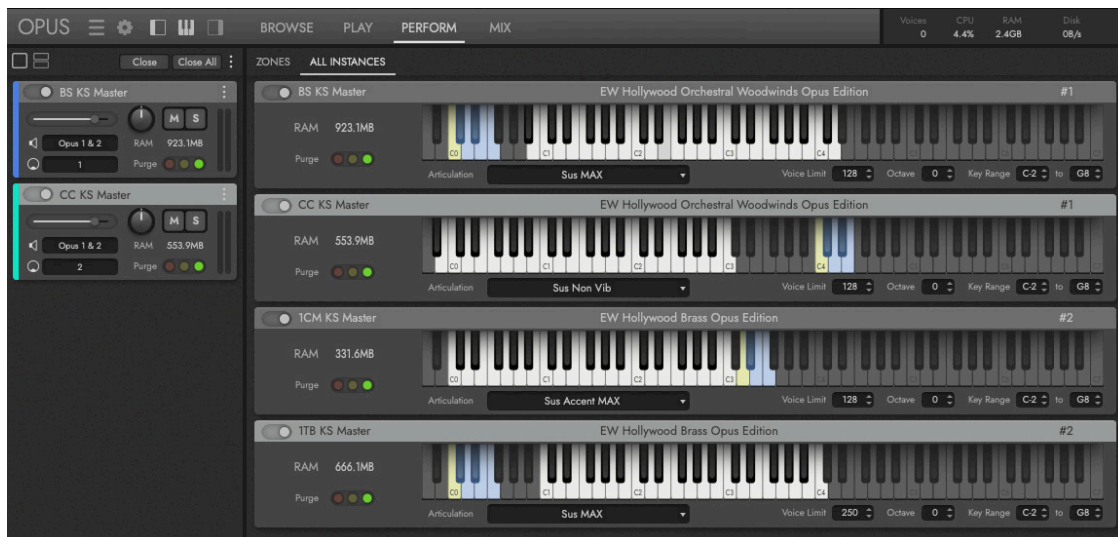 OPUS BROWSE PLAY PERFORM MIX
Voices CPU RAM Disk
0 4.4% 2.4GB 0B/s
Close Close All
ZONES ALL INSTANCES
BS KS Master
M S
Opus 1 & 2 RAM 923.1MB
1 Purge
CC KS Master
M S
Opus 1 & 2 RAM 553.9MB
2 Purge
BS KS Master EW Hollywood Orchestral Woodwinds Opus Edition #1
RAM 923.1MB
Purge
C0 C1 C2 C3 C4
Articulation Sus MAX Voice Limit 128 Octave 0 Key Range C-2 to G8
CC KS Master EW Hollywood Orchestral Woodwinds Opus Edition #1
RAM 553.9MB
Purge
C0 C1 C2 C3 C4
Articulation Sus Non Vib Voice Limit 128 Octave 0 Key Range C-2 to G8
1CM KS Master EW Hollywood Brass Opus Edition #2
RAM 331.6MB
Purge
C0 C1 C2 C3
Articulation Sus Accent MAX Voice Limit 128 Octave 0 Key Range C-2 to G8
1TB KS Master EW Hollywood Brass Opus Edition #2
RAM 666.1MB
Purge
C0 C1 C2 C3 C4
Articulation Sus MAX Voice Limit 250 Octave 0 Key Range C-2 to G8